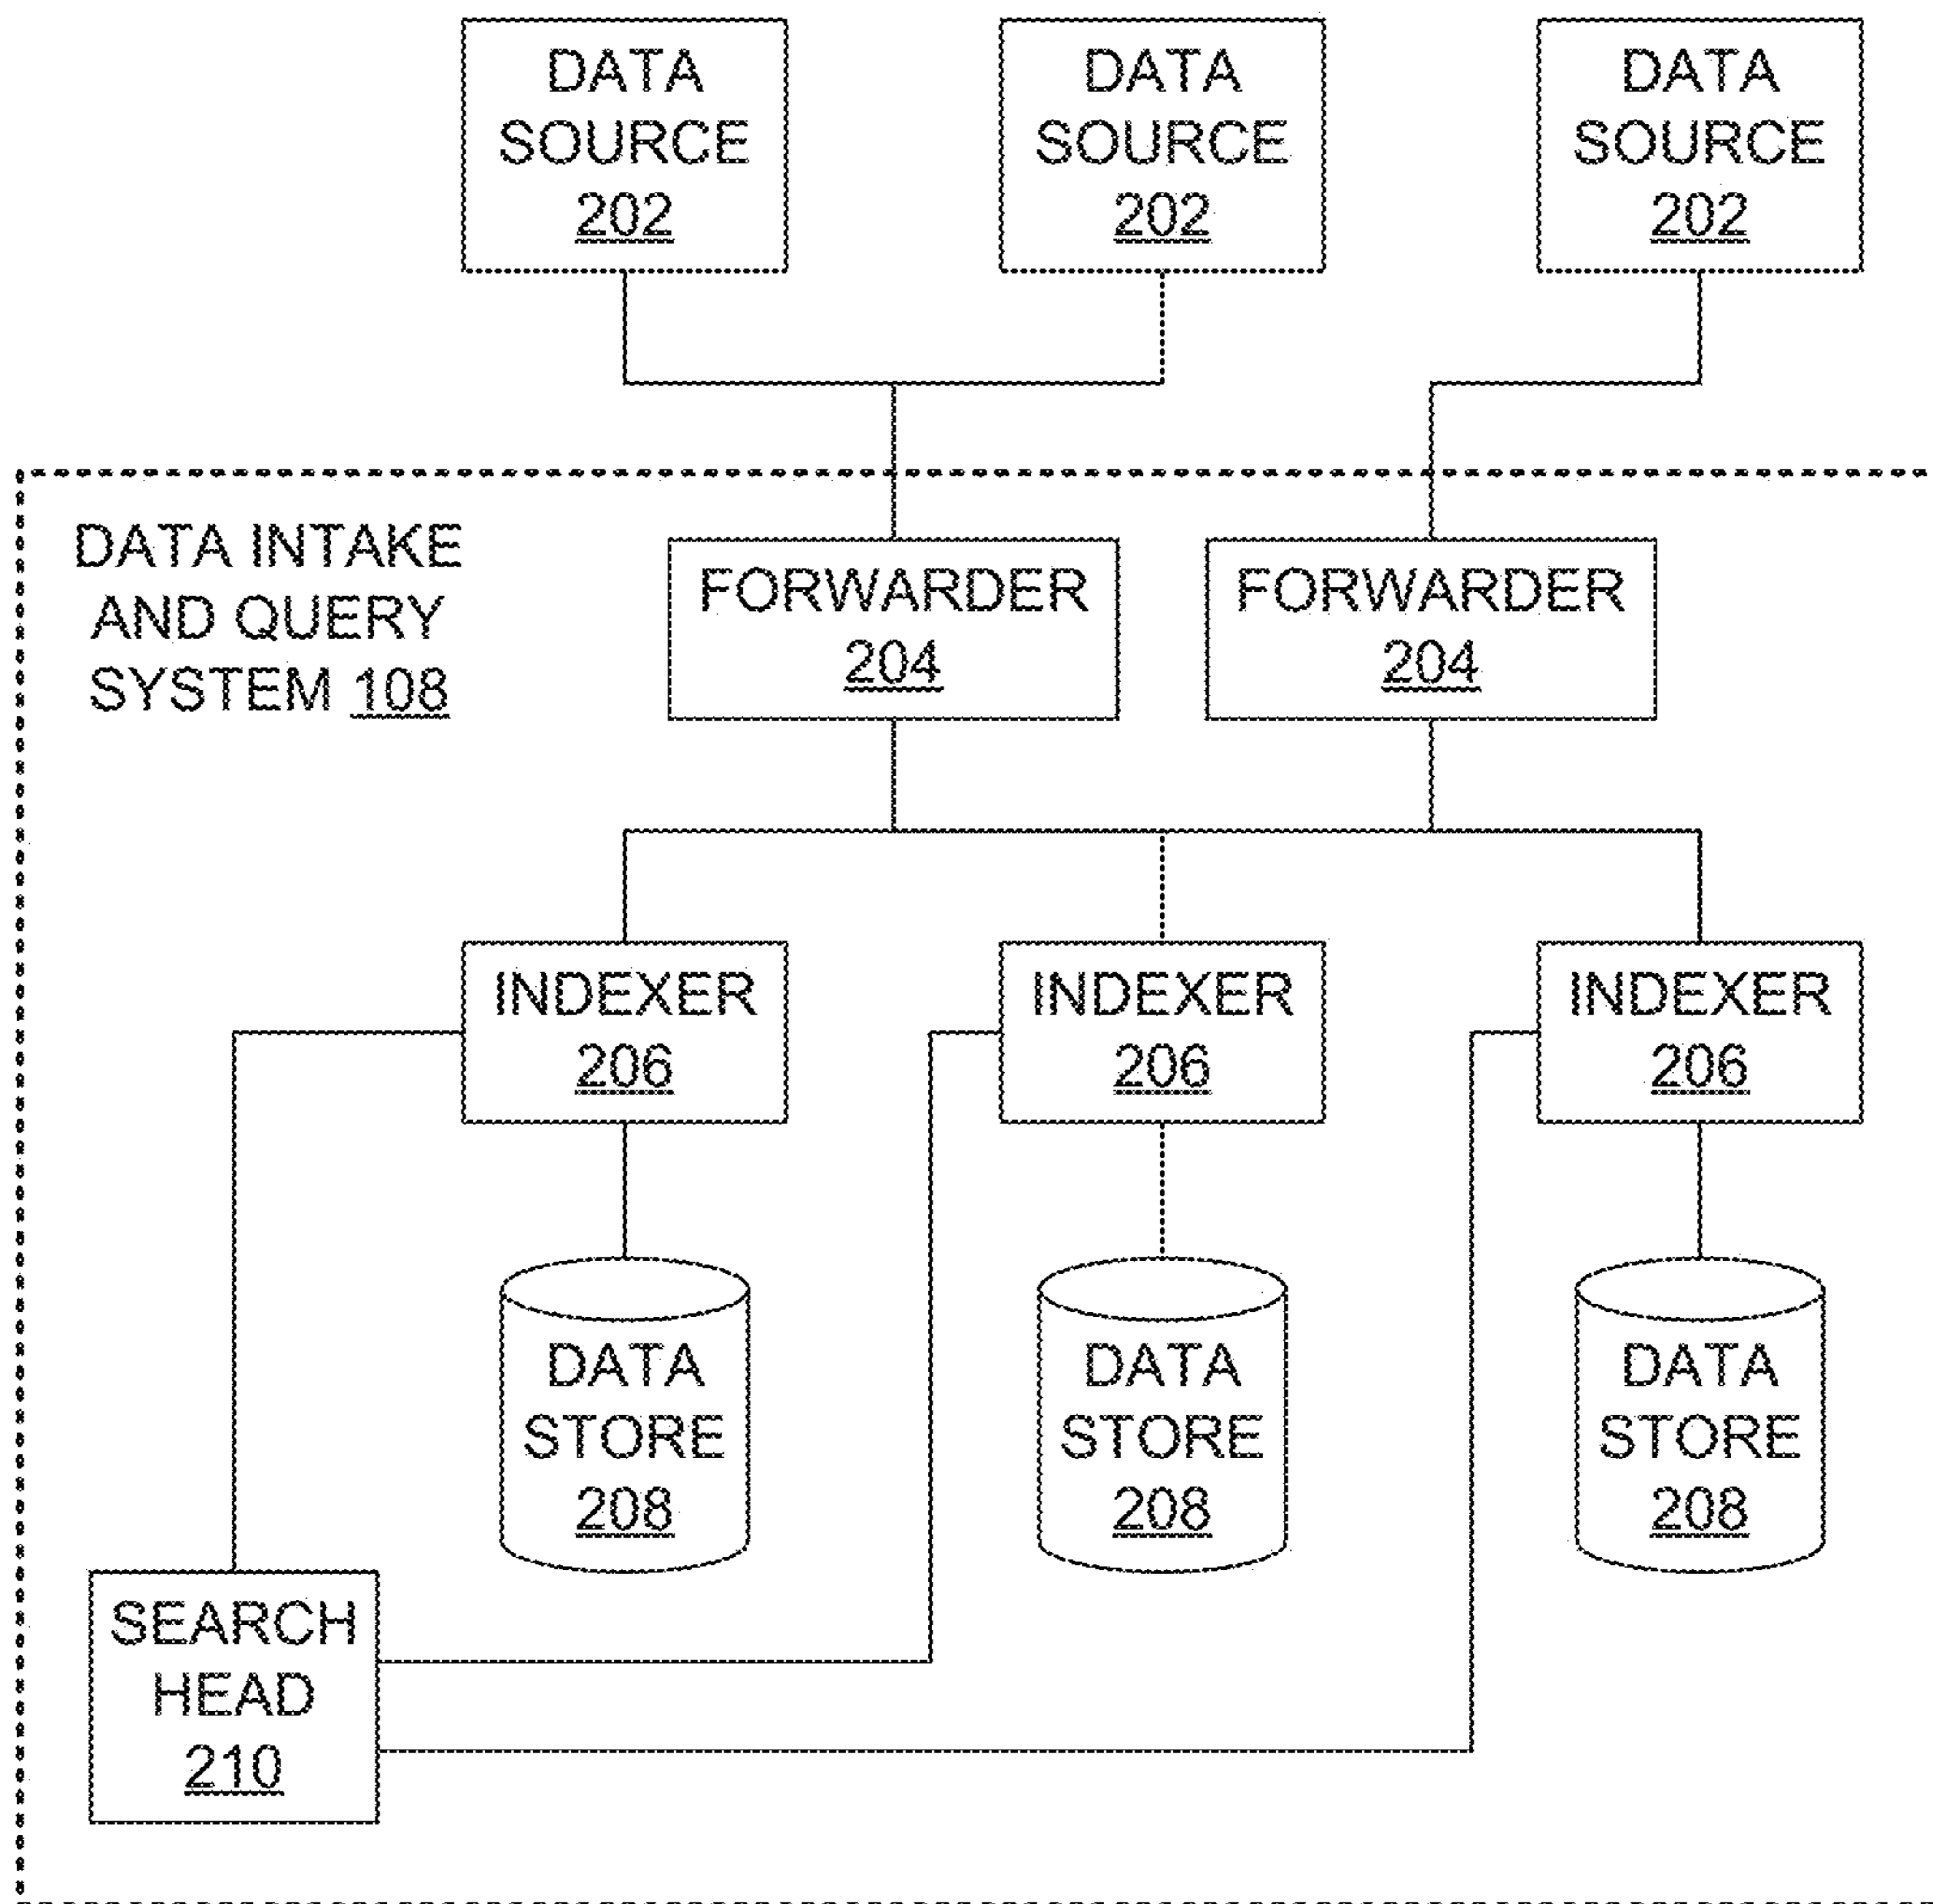 DATA
SOURCE
202
DATA
SOURCE
202
DATA
SOURCE
202
DATA INTAKE
AND QUERY
SYSTEM 108
FORWARDER
204
FORWARDER
204
INDEXER
206
INDEXER
206
INDEXER
206
DATA
STORE
208
DATA
STORE
208
DATA
STORE
208
SEARCH
HEAD
210